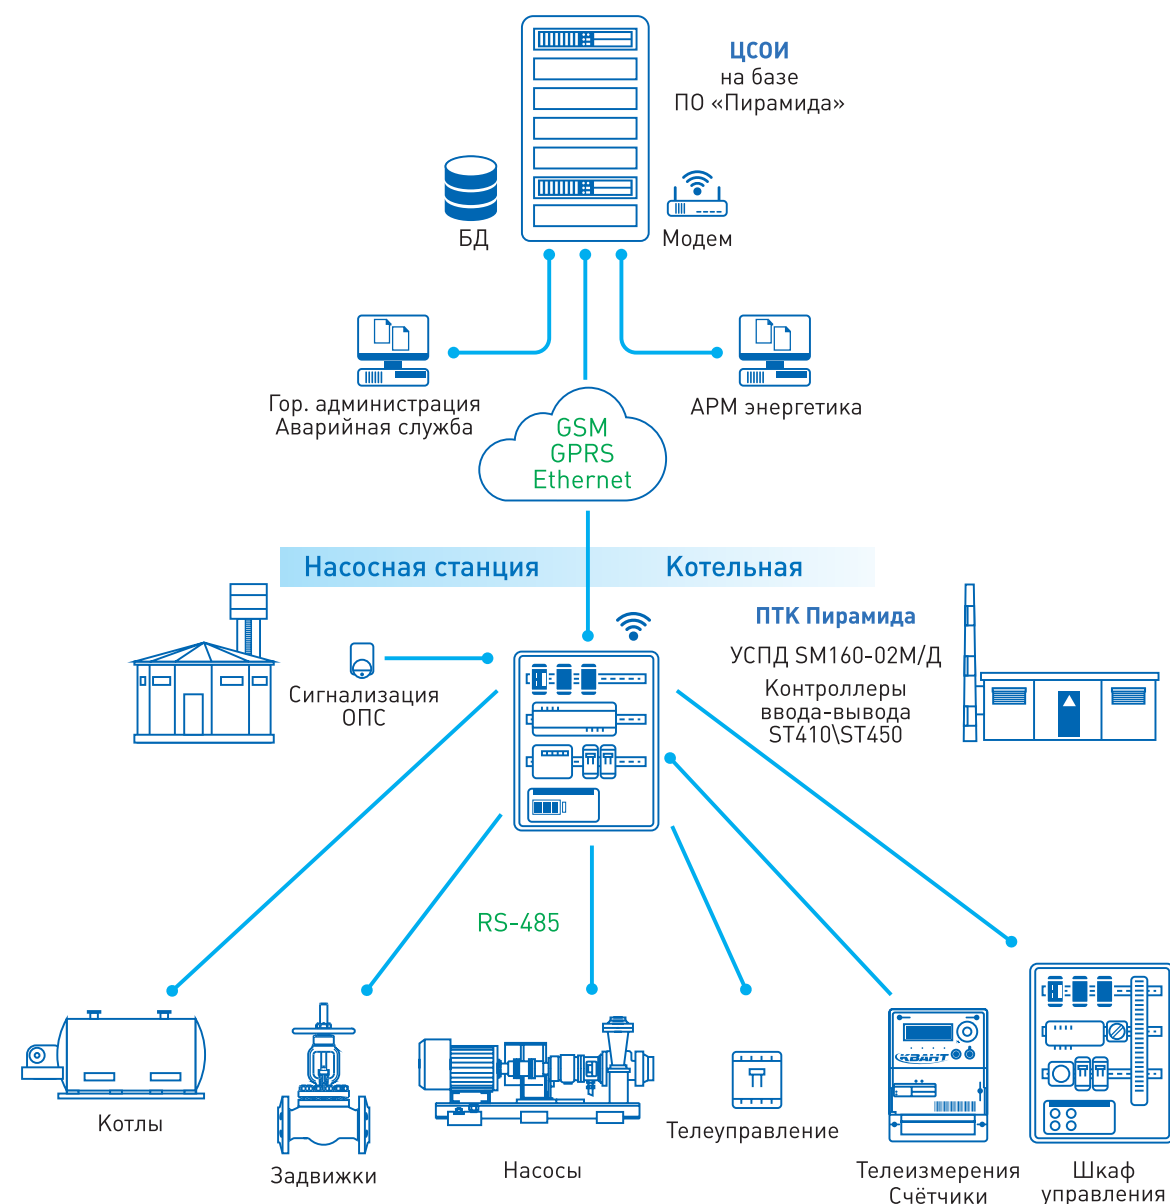 ЦСОИ
на базе
ПО «Пирамида»
БД
Модем
Гор. администрация
Аварийная служба
АРМ энергетика
GSM
GPRS
Ethernet
Насосная станция
Котельная
ПТК Пирамида
УСПД SM160-02М/Д
Контроллеры
ввода-вывода
ST410\ST450
Сигнализация
ОПС
RS-485
КВАНТ
Котлы
Задвижки
Насосы
Телеуправление
Телеизмерения
Счётчики
Шкаф
управления